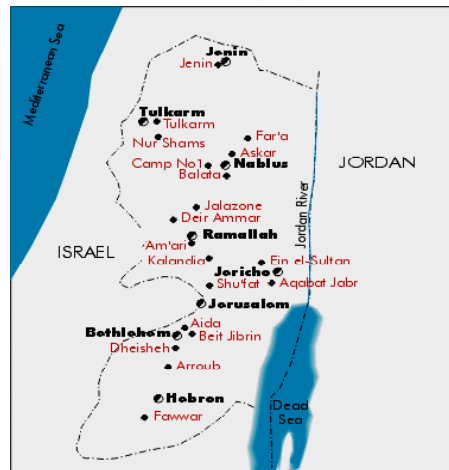 Mediterranean Sea
Jenin
Jenin
Tulkarm
Tulkarm
Nur Shams
Far'a
Askar
Camp No1
Nablus
Balata
JORDAN
Jordan River
Jalazone
Deir Ammar
Ramallah
Am'ari
ISRAEL
Kalandia
Ein el-Sultan
Jericho
Shu'fat
Aqabat Jabr
Jerusalem
Aida
Bethlehem
Beit Jibrin
Dheisheh
Arroub
Hebron
Fawwar
Dead
Sea